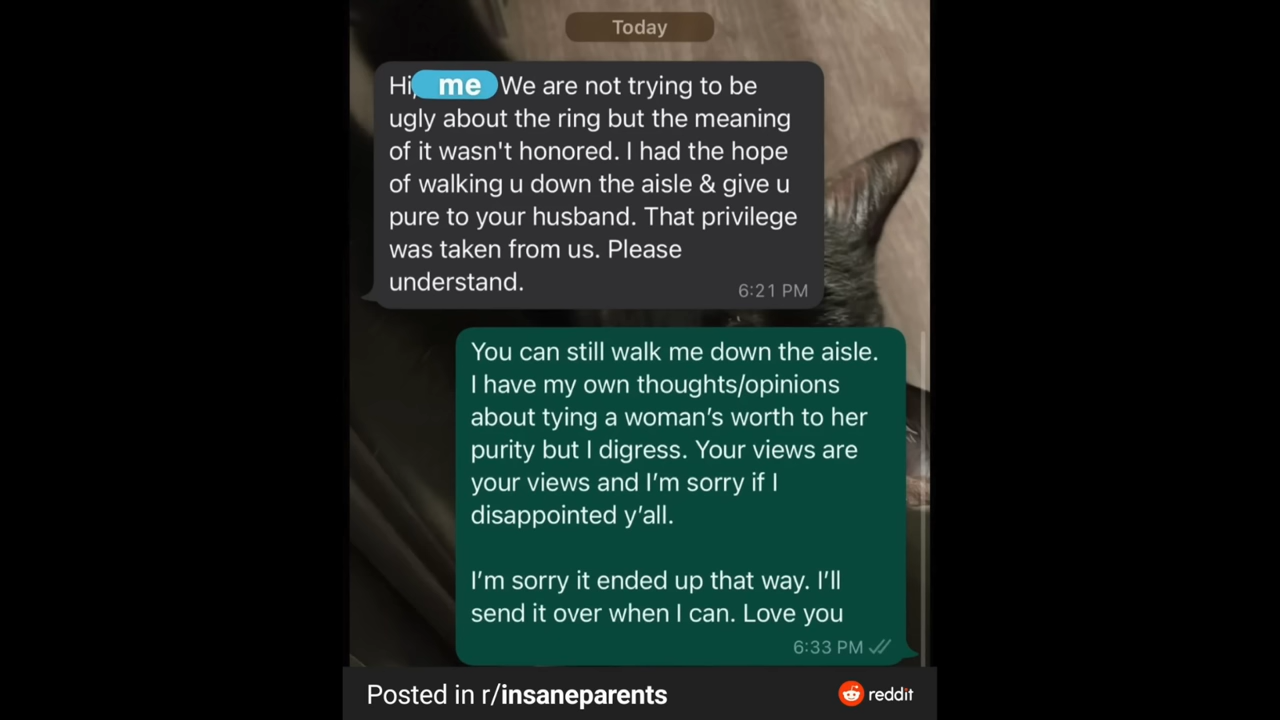 Today
Hi, me We are not trying to be
ugly about the ring but the meaning
of it wasn't honored. I had the hope
of walking u down the aisle & give u
pure to your husband. That privilege
was taken from us. Please
understand.
6:21 PM
You can still walk me down the aisle.
I have my own thoughts/opinions
about tying a woman’s worth to her
purity but I digress. Your views are
your views and I’m sorry if I
disappointed y’all.
I’m sorry it ended up that way. I’ll
send it over when I can. Love you
6:33 PM
Posted in r/insaneparents
reddit